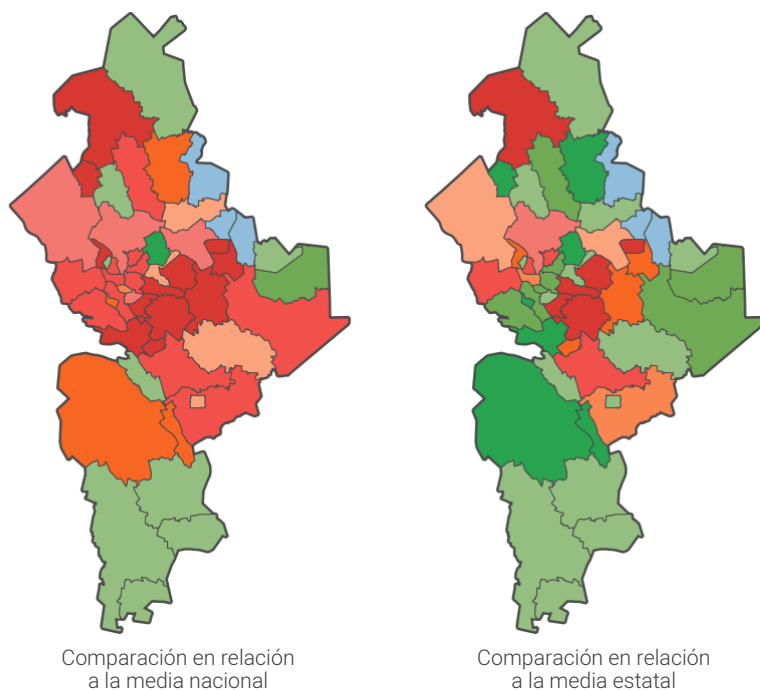 Comparación en relación
a la media nacional
Comparación en relación
a la media estatal